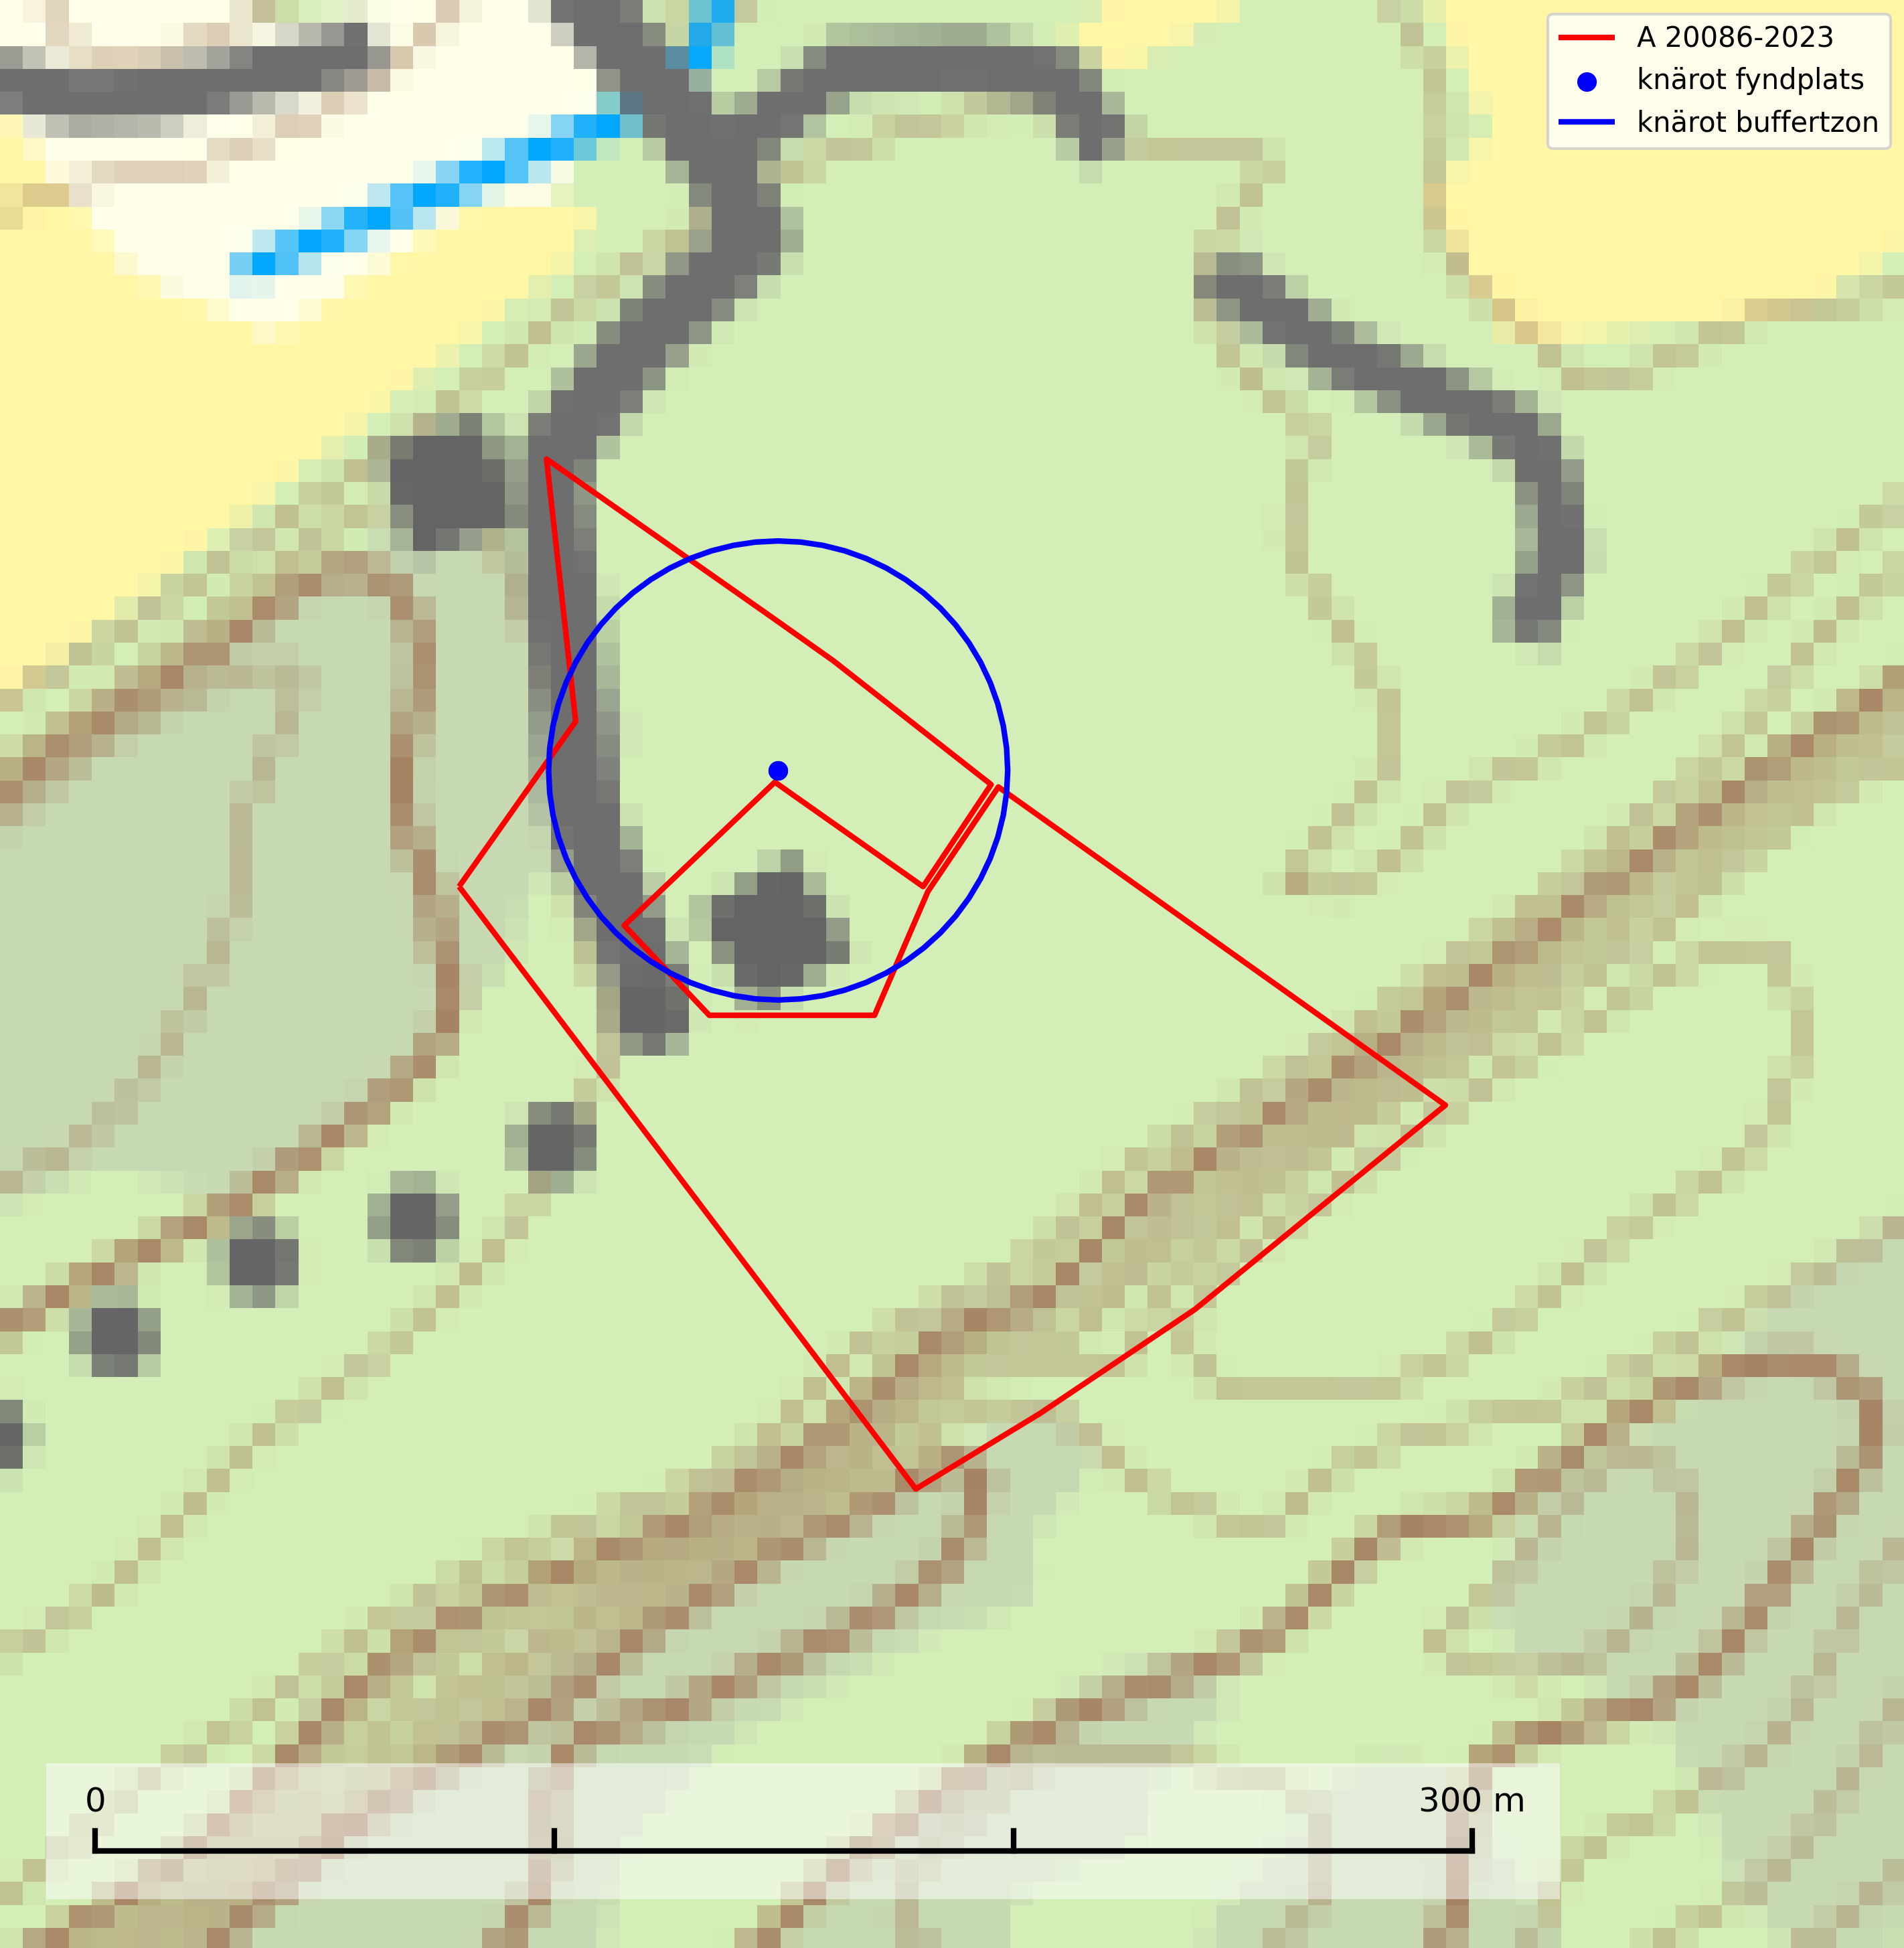 A 20086-2023
knärot fyndplats
knärot buffertzon
0 300 m